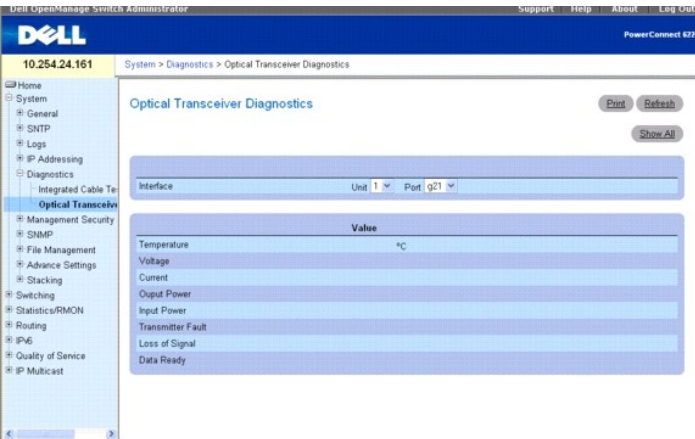 Dell OpenManage Switch Administrator
Support Help About Log Out
DELL
PowerConnect 622
10.254.24.161
System > Diagnostics > Optical Transceiver Diagnostics
Home
System
General
SNTP
Logs
IP Addressing
Diagnostics
Integrated Cable Te
Optical Transceive
Management Security
SNMP
File Management
Advance Settings
Stacking
Switching
Statistics/RMON
Routing
IPv6
Quality of Service
IP Multicast
Optical Transceiver Diagnostics
Print Refresh
Show All
Interface Unit 1 Port g21
Value
Temperature °C
Voltage
Current
Ouput Power
Input Power
Transmitter Fault
Loss of Signal
Data Ready